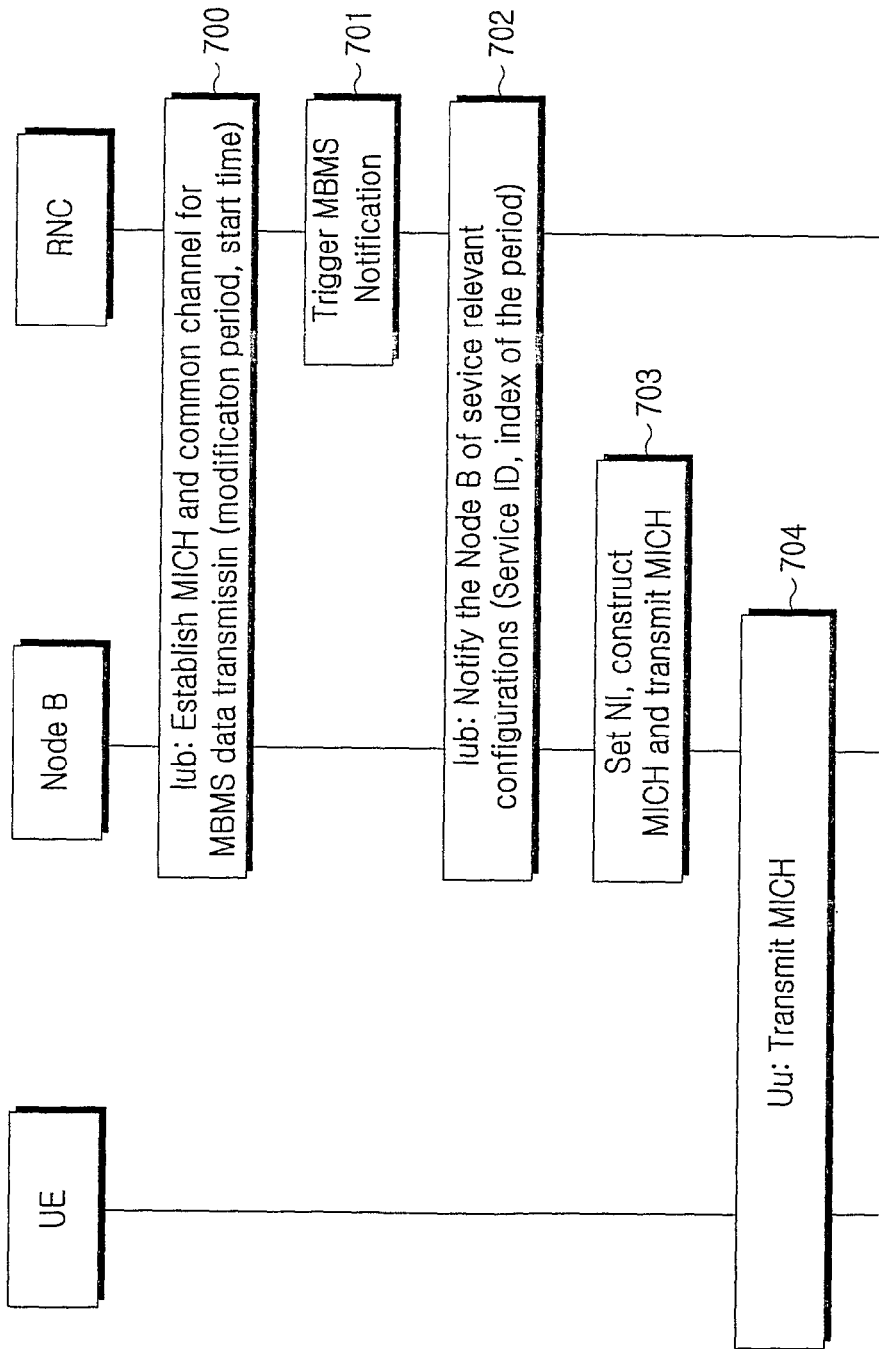 UE
Node B
RNC
Iub: Establish MICH and common channel for
MBMS data transmissin (modificaton period, start time)
700
Trigger MBMS
Notification
701
Iub: Notify the Node B of sevice relevant
configurations (Service ID, index of the period)
702
Set NI, construct
MICH and transmit MICH
703
Uu: Transmit MICH
704